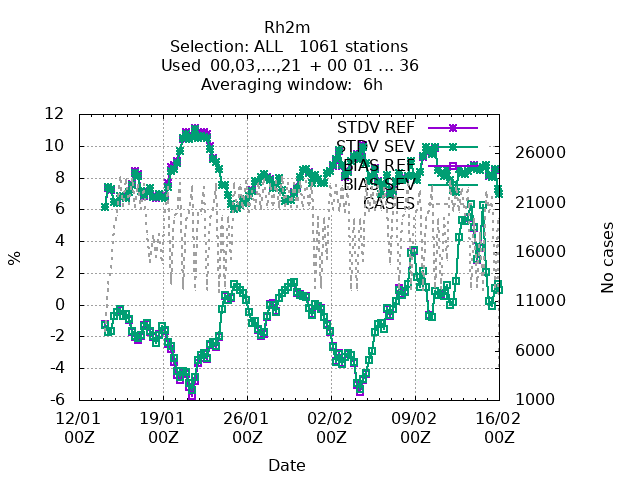 Rh2m
Selection: ALL 1061 stations
Used 00,03,...,21 + 00 01 ... 36
Averaging window: 6h
12
10
8
6
4
2
0
-2
-4
-6
%
STDV REF
STDV SEV
BIAS REF
BIAS SEV
CASES
26000
21000
16000
11000
6000
1000
No cases
12/01 19/01 26/01 02/02 09/02 16/02
00Z 00Z 00Z 00Z 00Z 00Z
Date